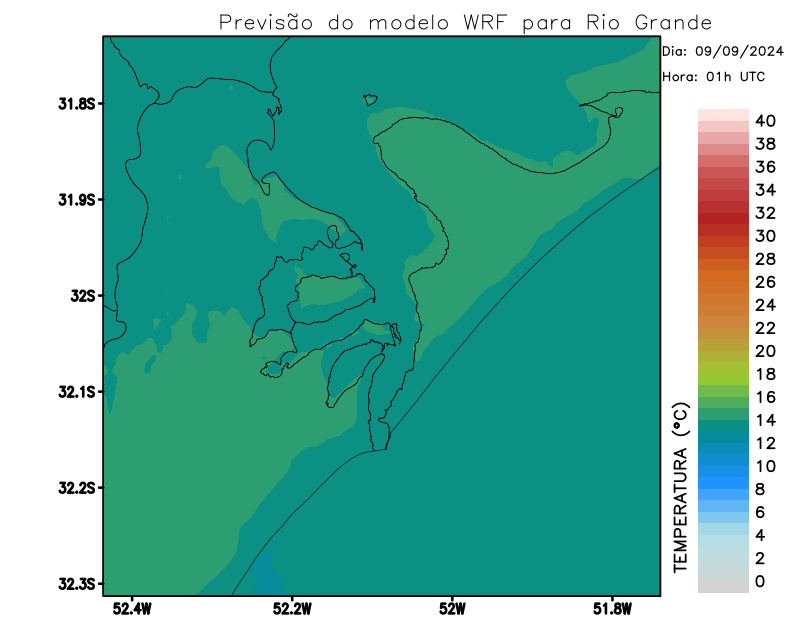 Previsão do modelo WRF para Rio Grande
Dia: 09/09/2024
Hora: 01h UTC
31.8S
31.9S
32S
32.1S
32.2S
32.3S
52.4W
52.2W
52W
51.8W
TEMPERATURA (ºC)
40
38
36
34
32
30
28
26
24
22
20
18
16
14
12
10
8
6
4
2
0